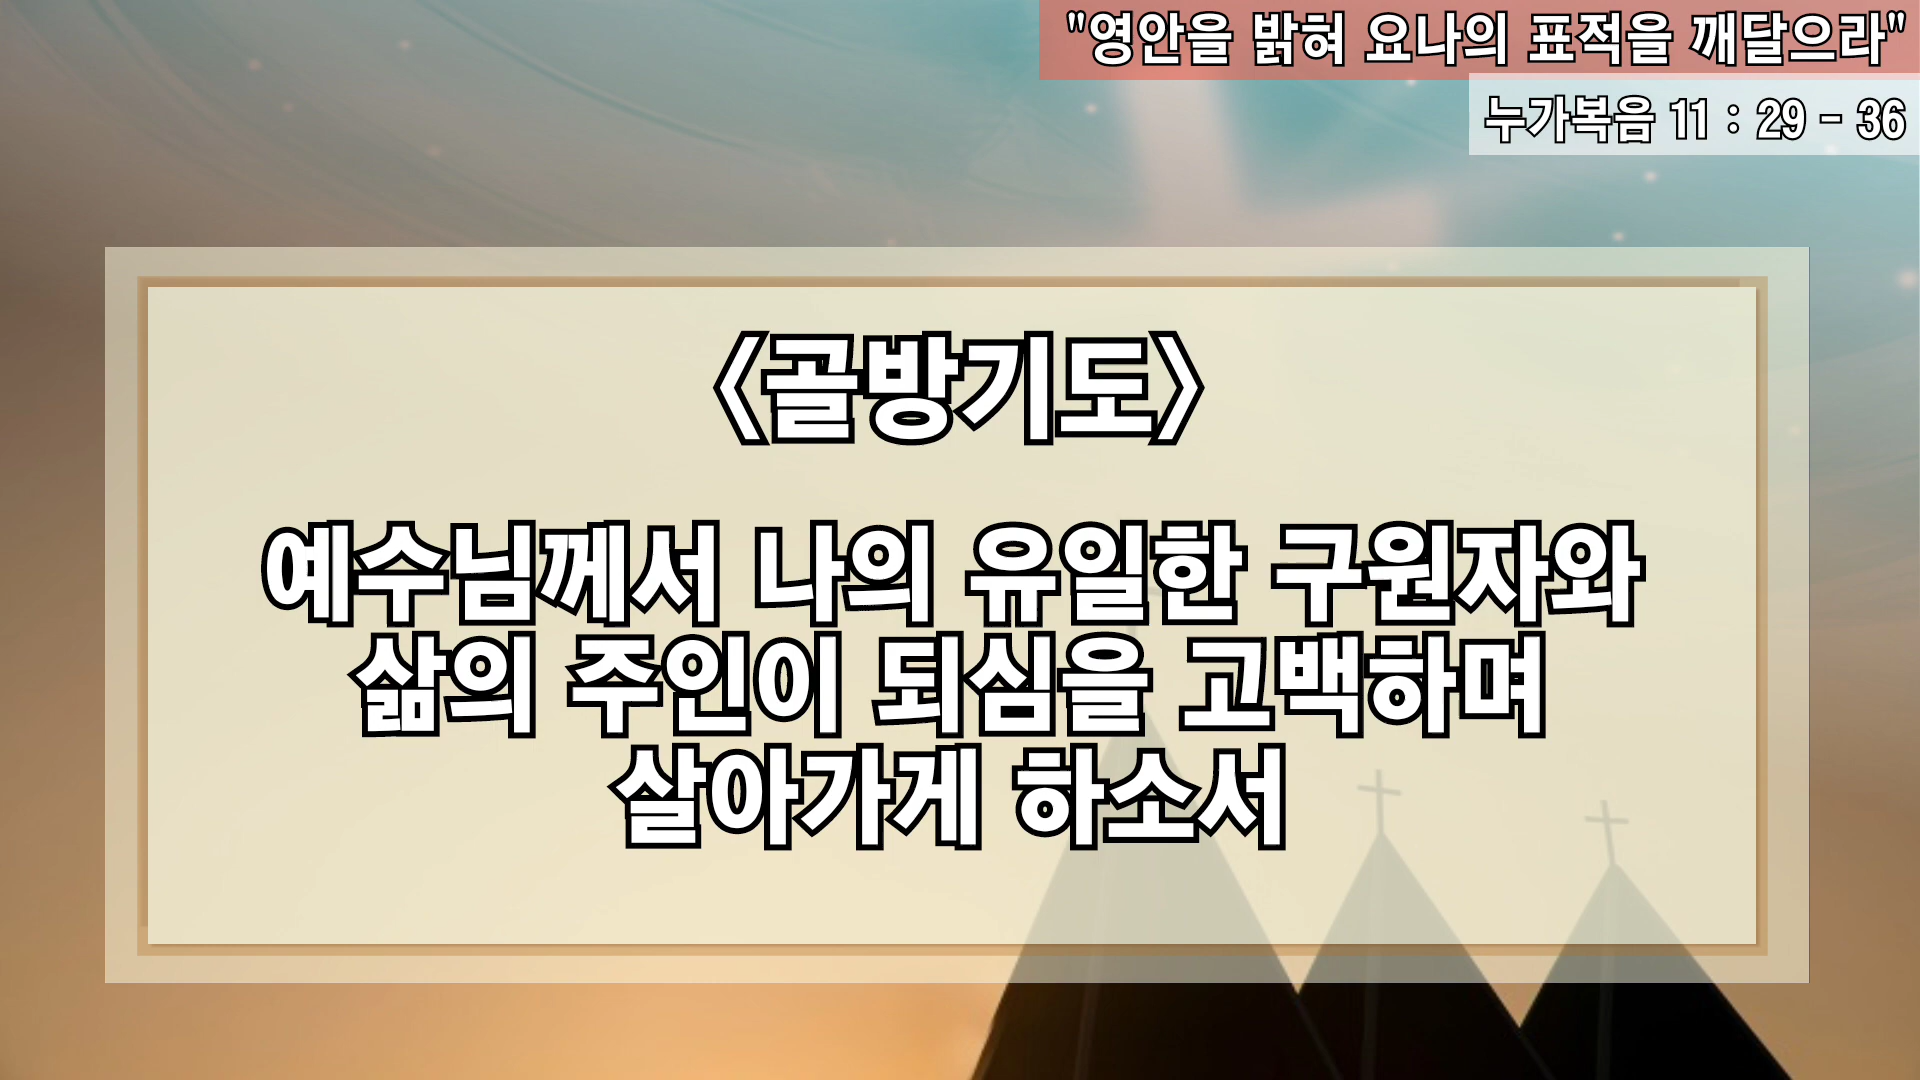 "영안을 밝혀 요나의 표적을 깨달으라"
누가복음 11 : 29 - 36
〈골방기도〉
예수님께서 나의 유일한 구원자와
삶의 주인이 되심을 고백하며
살아가게 하소서